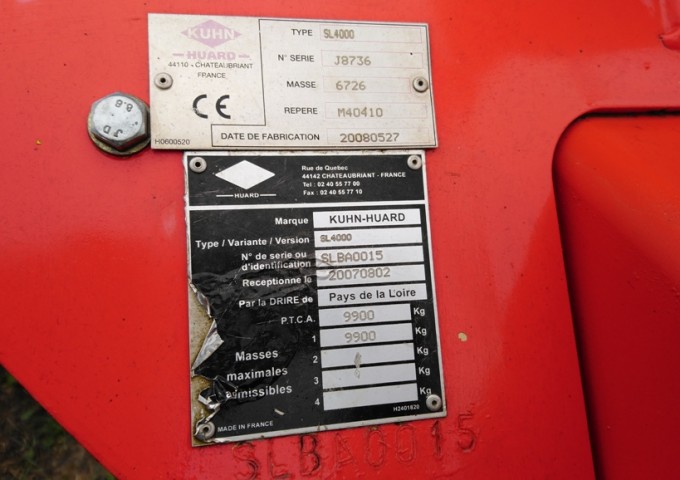 KUHN
HUARD
44110 - CHATEAUBRIANT
FRANCE
CE
H0600520
TYPE SL4000
N° SERIE J8736
MASSE 6726
REPERE M40410
DATE DE FABRICATION 20080527
JD
8.8
HUARD
Rue de Quebec
44142 CHATEAUBRIANT - FRANCE
Tel : 02 40 55 77 00
Fax : 02 40 55 77 10
Marque KUHN-HUARD
Type / Variante / Version SL4000
N° de serie ou
d'identification SLBA0015
Receptionné le 20070802
Par la DRIRE de Pays de la Loire
P.T.C.A. 9900 Kg
1 9900 Kg
Masses 2 Kg
maximales
3 Kg
admissibles
4
MADE IN FRANCE
H2401820
SLBA0015